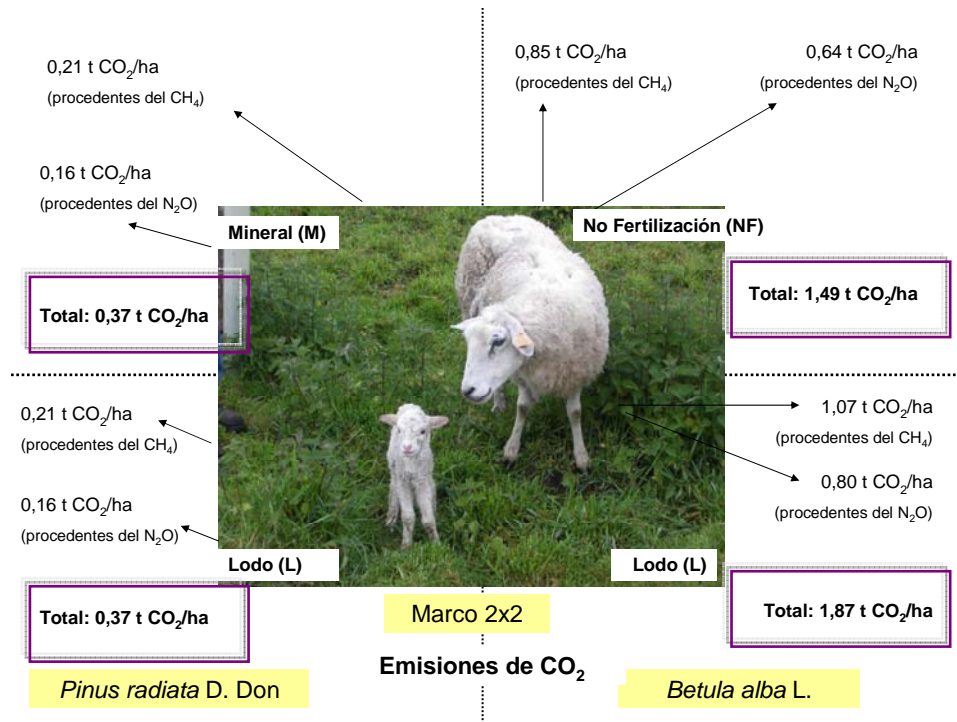 0,21 t CO₂/ha
(procedentes del CH₄)
0,16 t CO₂/ha
(procedentes del N₂O)
Mineral (M)
Total: 0,37 t CO₂/ha
0,85 t CO₂/ha
(procedentes del CH₄)
0,64 t CO₂/ha
(procedentes del N₂O)
No Fertilización (NF)
Total: 1,49 t CO₂/ha
0,21 t CO₂/ha
(procedentes del CH₄)
0,16 t CO₂/ha
(procedentes del N₂O)
Lodo (L)
Total: 0,37 t CO₂/ha
1,07 t CO₂/ha
(procedentes del CH₄)
0,80 t CO₂/ha
(procedentes del N₂O)
Lodo (L)
Total: 1,87 t CO₂/ha
Marco 2x2
Emisiones de CO₂
Pinus radiata D. Don
Betula alba L.